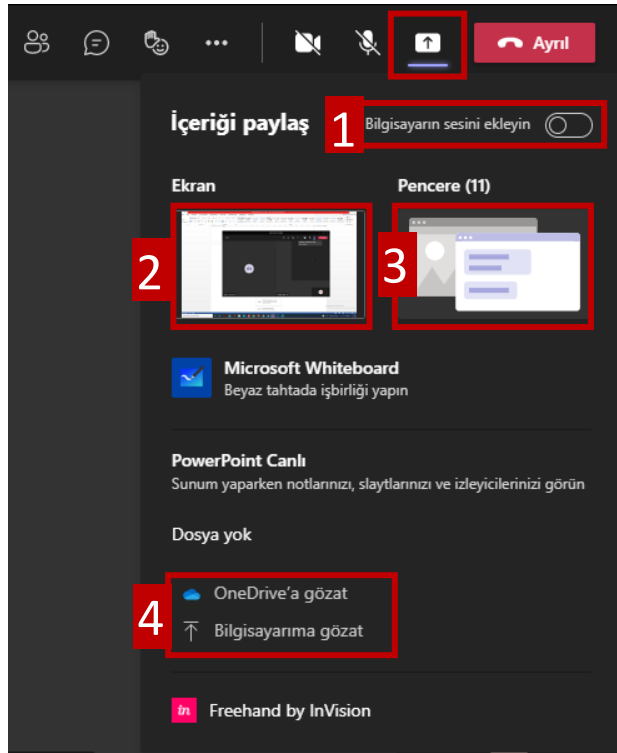 Ayrıl
İçeriği paylaş
1
Bilgisayarın sesini ekleyin
Ekran
Pencere (11)
2
3
Microsoft Whiteboard
Beyaz tahtada işbirliği yapın
PowerPoint Canlı
Sunum yaparken notlarınızı, slaytlarınızı ve izleyicilerinizi görün
Dosya yok
4
OneDrive'a gözat
Bilgisayarıma gözat
in
Freehand by InVision